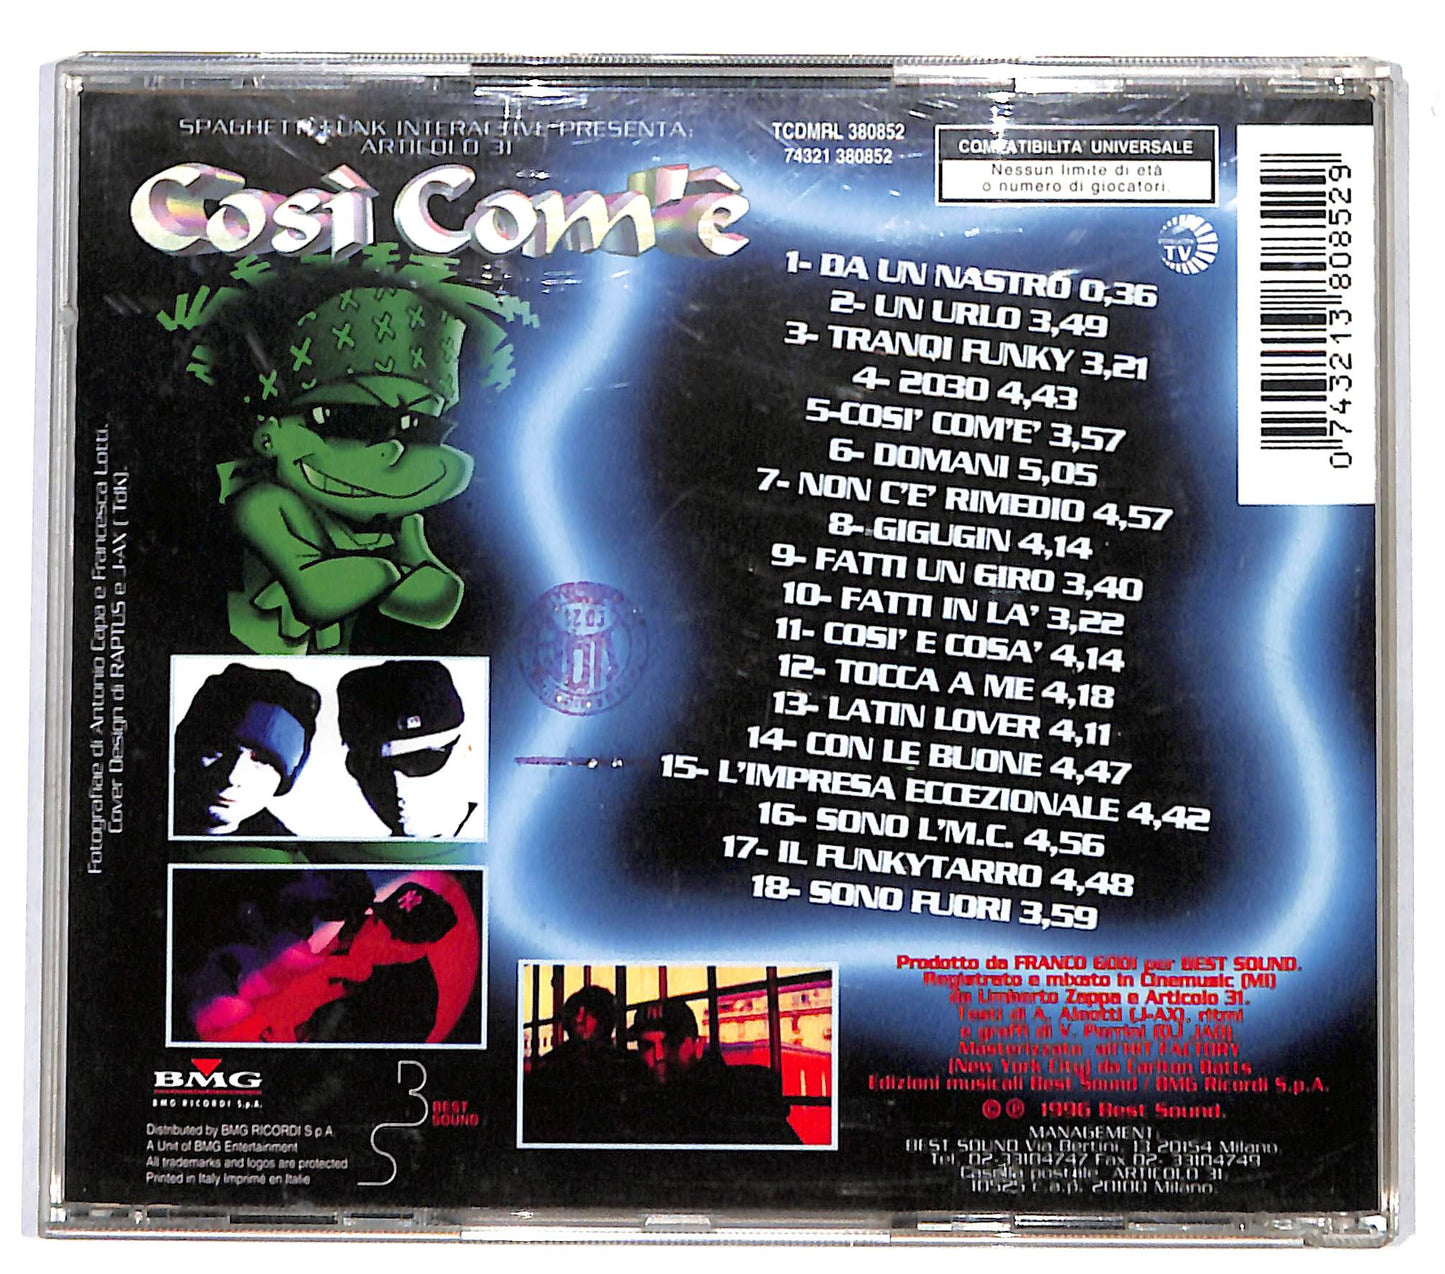 SPAGHETTI FUNK INTERACTIVE PRESENTA:
ARTICOLO 31
Così Com'è
TCDMRL 380852
74321 380852
COMPATIBILITA' UNIVERSALE
Nessun limite di età
o numero di giocatori.
TV
0 743213 808529
1- DA UN NASTRO 0,36
2- UN URLO 3,49
3- TRANQI FUNKY 3,21
4- 2030 4,43
5-COSI' COM'E' 3,57
6- DOMANI 5,05
7- NON C'E' RIMEDIO 4,57
8- GIGUGIN 4,14
9- FATTI UN GIRO 3,40
10- FATTI IN LA' 3,22
11- COSI' E COSA' 4,14
12- TOCCA A ME 4,18
13- LATIN LOVER 4,11
14- CON LE BUONE 4,47
15- L'IMPRESA ECCEZIONALE 4,42
16- SONO L'M.C. 4,56
17- IL FUNKYTARRO 4,48
18- SONO FUORI 3,59
Fotografiae di Antonio Capa e Francesca Lotti.
Cover Design di RAPTUS e J-AX ( Tdk).
Prodotto da FRANCO GODI per BEST SOUND.
Registrato e mixato in Cinemusic (MI)
da Umberto Zappa e Articolo 31.
Testi di A. Aleotti (J-AX), ritmi
e graffi di V. Perrini (DJ JAD)
Masterizzato all'HIT FACTORY
(New York City) da Carlton Batts
Edizioni musicali Best Sound / BMG Ricordi S.p.A.
© ℗ 1996 Best Sound.
MANAGEMENT
BEST SOUND Via Bertini, 13 20154 Milano
Tel. 02-33104747 Fax 02-33104749
Casella postale ARTICOLO 31
10525 c.a.p. 20100 Milano.
BMG
BMG RICORDI S.p.A.
BEST
SOUND
Distributed by BMG RICORDI S.p.A.
A Unit of BMG Entertainment
All trademarks and logos are protected
Printed in Italy Imprimé en Italie